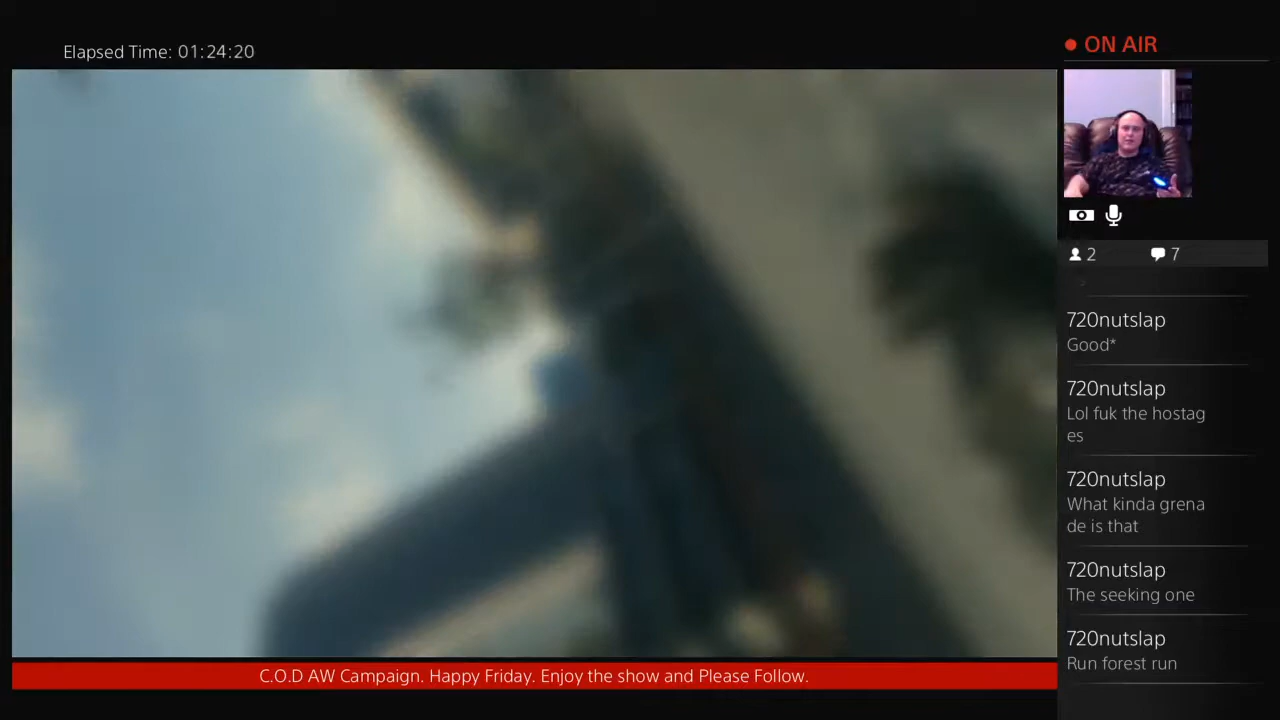 Elapsed Time: 01:24:20
ON AIR
2
7
720nutslap
Good*
720nutslap
Lol fuk the hostag
es
720nutslap
What kinda grena
de is that
720nutslap
The seeking one
720nutslap
Run forest run
C.O.D AW Campaign. Happy Friday. Enjoy the show and Please Follow.